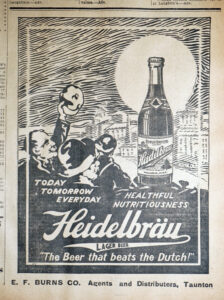 TODAY
TOMORROW
EVERYDAY
HEALTHFUL
NUTRITIOUSNESS
Heidelbräu
LAGER BEER
"The Beer that beats the Dutch!"
E. F. BURNS CO. Agents and Distributors, Taunton